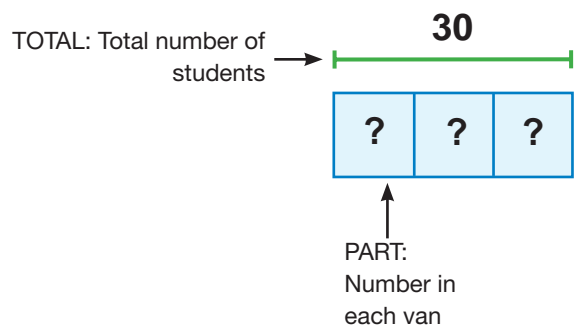 30
TOTAL: Total number of
students
? ? ?
PART:
Number in
each van